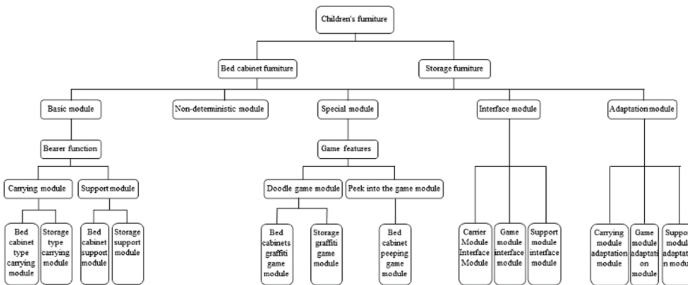 Children's furniture
Bed cabinet furniture
Storage furniture
Basic module
Non-deterministic module
Special module
Interface module
Adaptation module
Bearer function
Game features
Carrying module
Support module
Doodle game module
Peek into the game module
Bed
cabinet
type
carrying
module
Storage
type
carrying
module
Bed
cabinet
support
module
Storage
support
module
Bed
cabinets
graffiti
game
module
Storage
graffiti
game
module
Bed
cabinet
peeping
game
module
Carrier
Module
Interface
Module
Game
module
interface
module
Support
module
interface
module
Carrying
module
adaptation
module
Game
module
adaptati
on
module
Suppor
module
adaptat
n modu